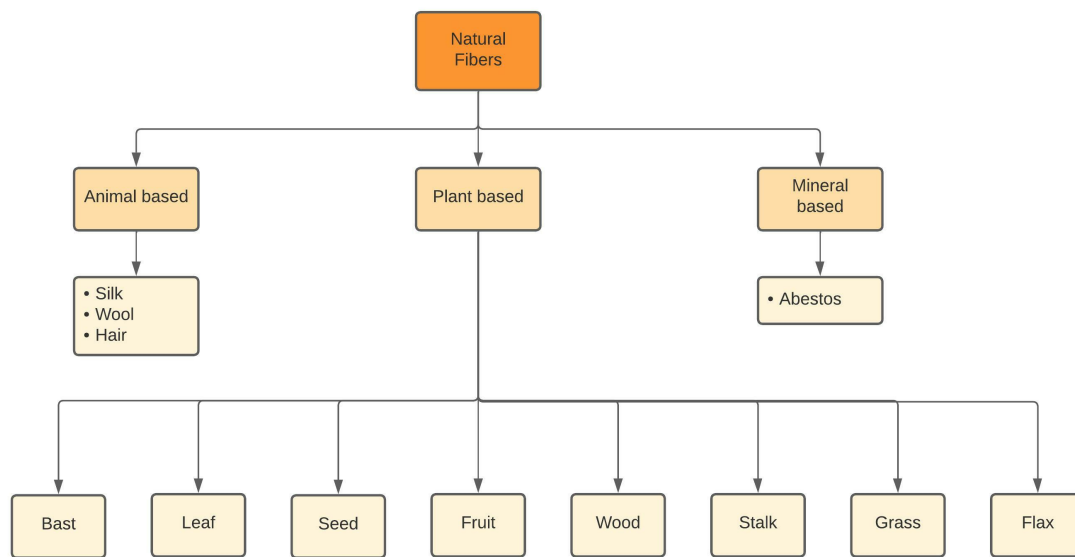 Natural
Fibers
Animal based
Plant based
Mineral
based
• Silk
• Wool
• Hair
• Abestos
Bast
Leaf
Seed
Fruit
Wood
Stalk
Grass
Flax